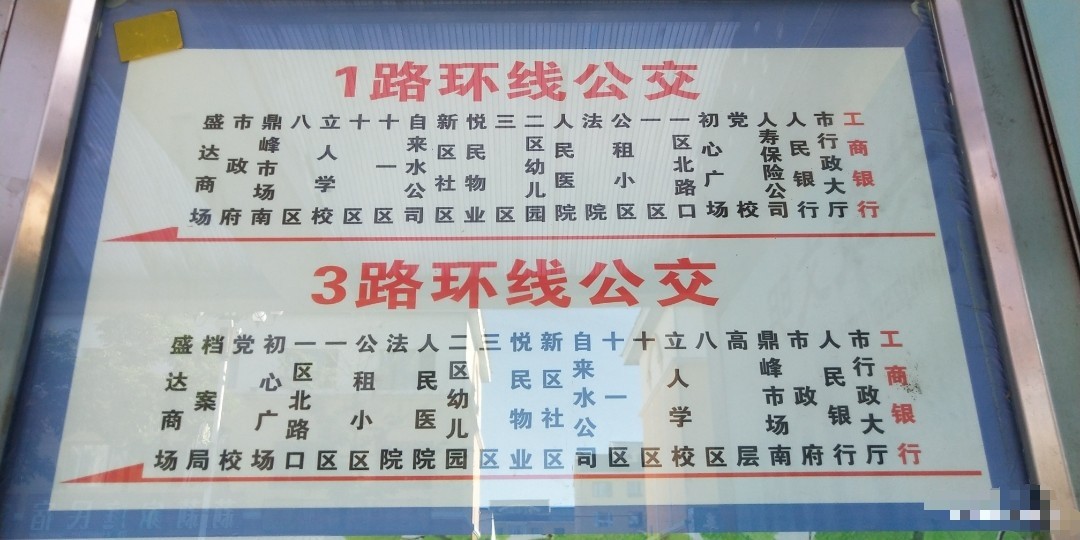 1路环线公交
工商银行
市行政大厅
人民银行
人寿保险公司
党校
初心广场
一区北路口
一区
公租小区
法院
人民医院
二区幼儿园
三区
悦民物业
新区社区
自来水公司
十一区
十区
立人学校
八区
鼎峰市场南
市政府
盛达商场
3路环线公交
工商银行
市行政大厅
人民银行
市政府
鼎峰市场南
高层
八区
立人学校
十区
十一区
自来水公司
新区社区
悦民物业
三区
二区幼儿园
人民医院
法院
公租小区
一区
一区北路口
初心广场
党校
档案局
盛达商场